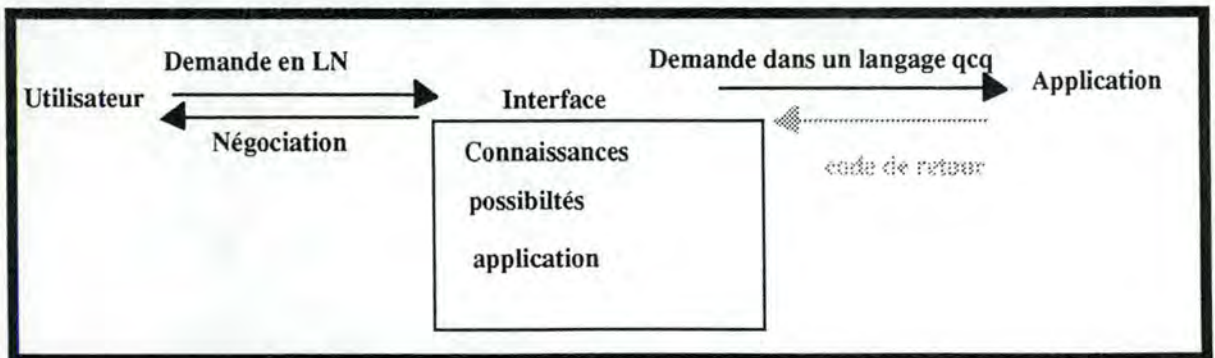 Demande en LN
Demande dans un langage qcq
Utilisateur
Interface
Application
Négociation
Connaissances
code de retour
possibiltés
application